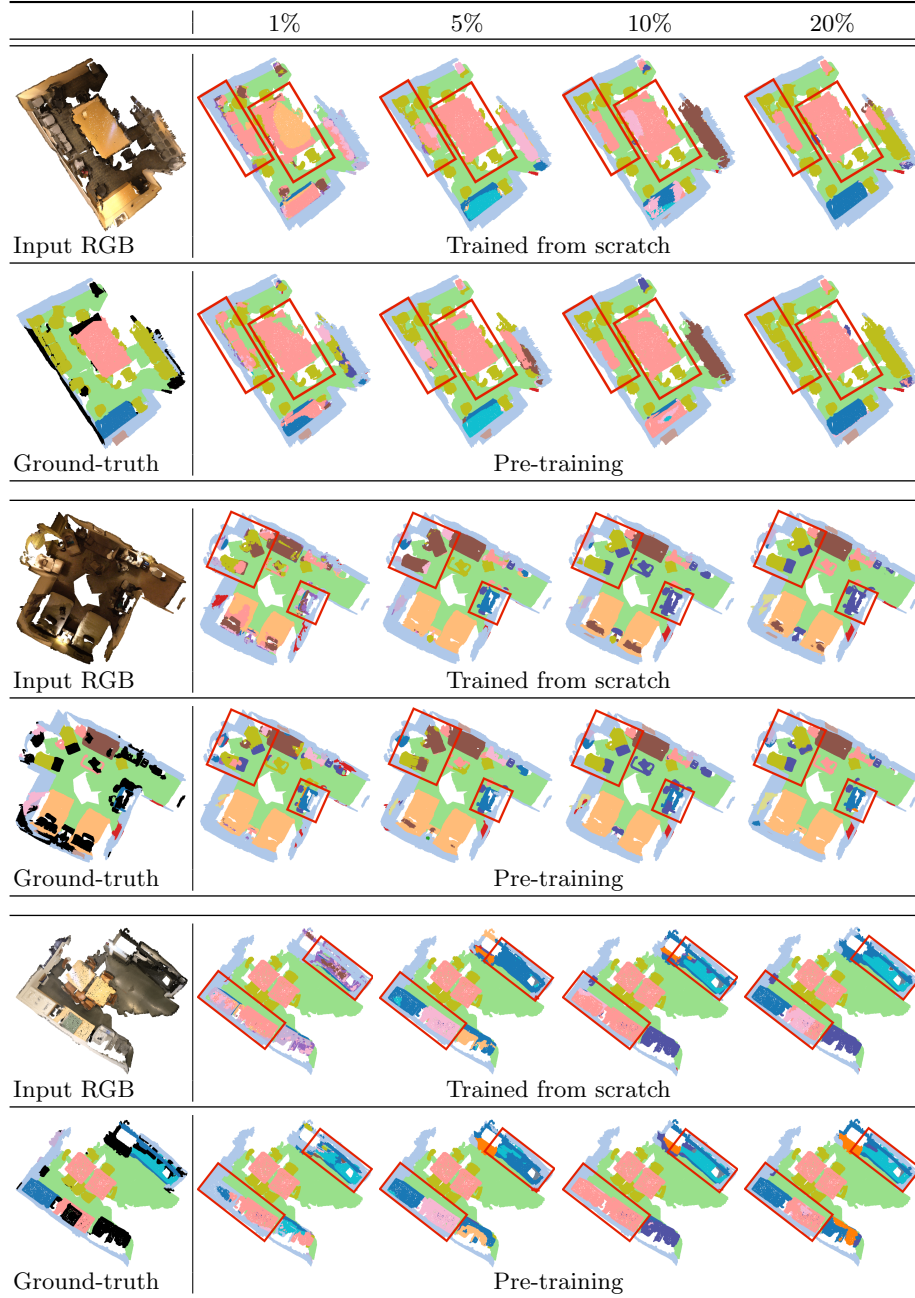 1% 5% 10% 20%
Input RGB Trained from scratch
Ground-truth Pre-training
Input RGB Trained from scratch
Ground-truth Pre-training
Input RGB Trained from scratch
Ground-truth Pre-training